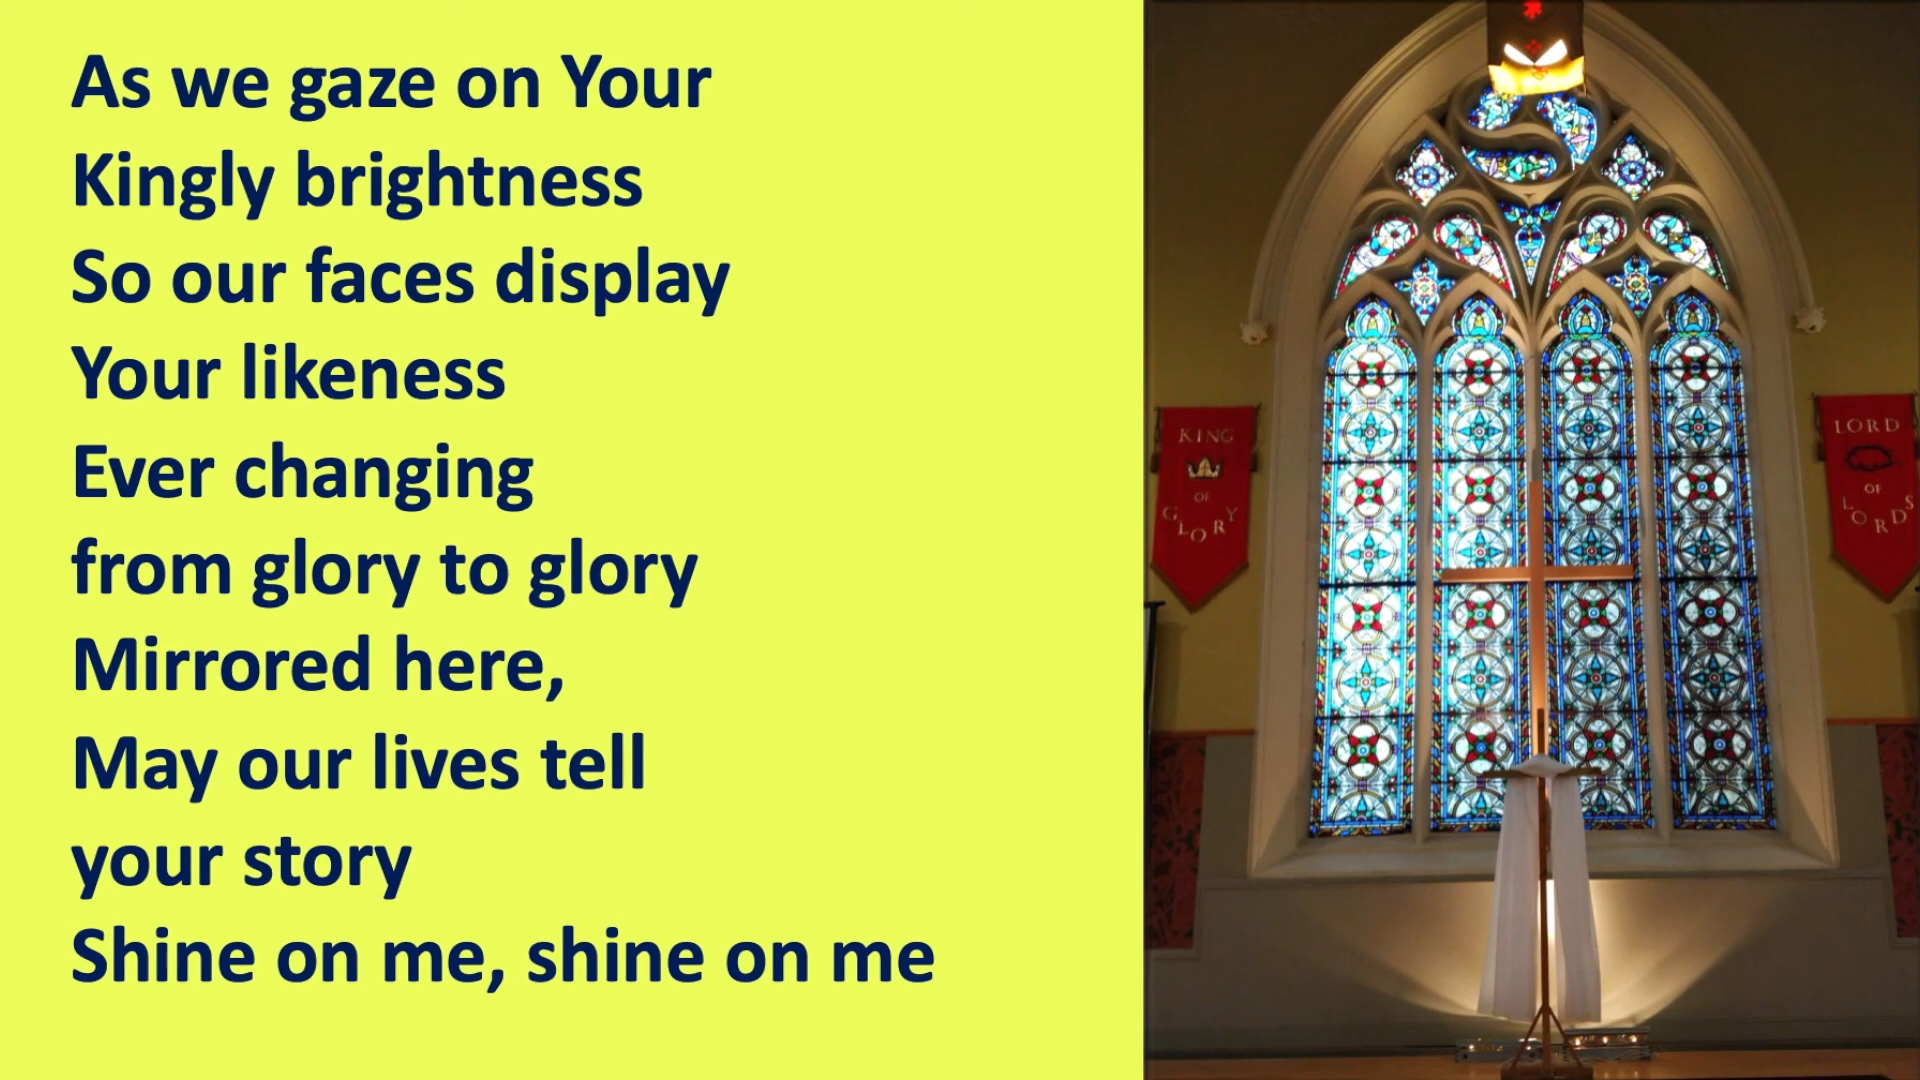 As we gaze on Your
Kingly brightness
So our faces display
Your likeness
Ever changing
from glory to glory
Mirrored here,
May our lives tell
your story
Shine on me, shine on me
KING
OF
GLORY
LORD
OF
LORDS